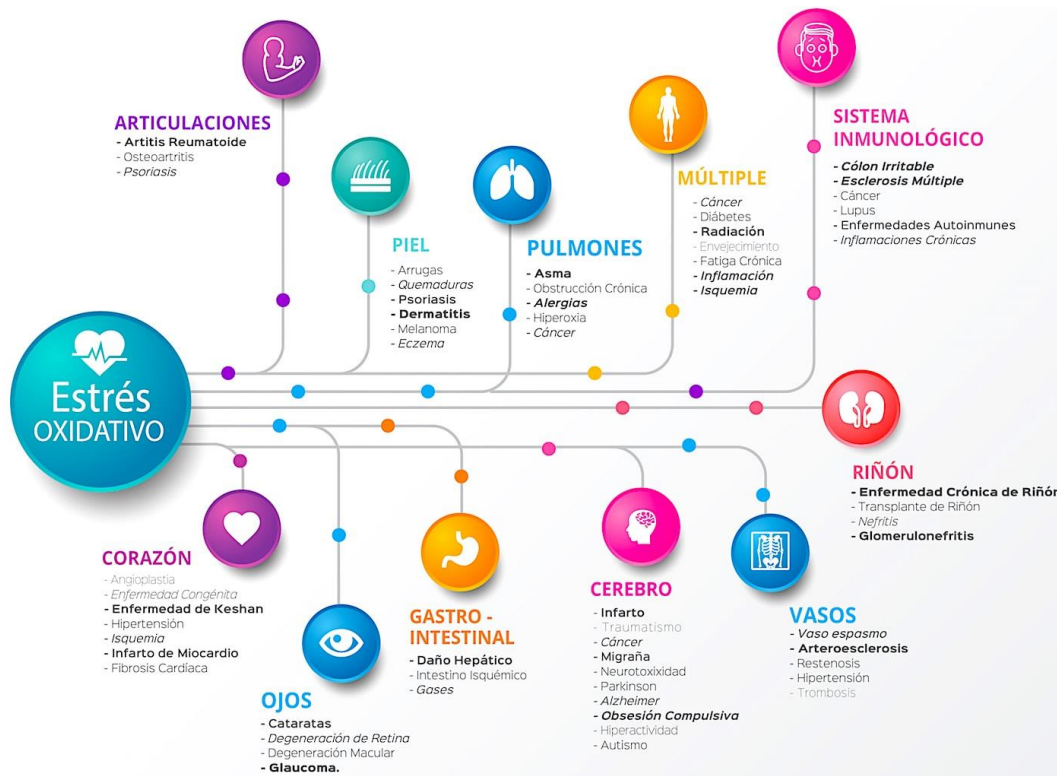 ARTICULACIONES
- Artitis Reumatoide
- Osteoartritis
- Psoriasis
PIEL
- Arrugas
- Quemaduras
- Psoriasis
- Dermatitis
- Melanoma
- Eczema
PULMONES
- Asma
- Obstrucción Crónica
- Alergias
- Hiperoxia
- Cáncer
MÚLTIPLE
- Cáncer
- Diábetes
- Radiación
- Envejecimiento
- Fatiga Crónica
- Inflamación
- Isquemia
SISTEMA
INMUNOLÓGICO
- Cólon Irritable
- Esclerosis Múltiple
- Cáncer
- Lupus
- Enfermedades Autoinmunes
- Inflamaciones Crónicas
Estrés
OXIDATIVO
RIÑÓN
- Enfermedad Crónica de Riñón
- Transplante de Riñón
- Nefritis
- Glomerulonefritis
CORAZÓN
- Angioplastia
- Enfermedad Congénita
- Enfermedad de Keshan
- Hipertensión
- Isquemia
- Infarto de Miocardio
- Fibrosis Cardíaca
OJOS
- Cataratas
- Degeneración de Retina
- Degeneración Macular
- Glaucoma.
GASTRO -
INTESTINAL
- Daño Hepático
- Intestino Isquémico
- Gases
CEREBRO
- Infarto
- Traumatismo
- Cáncer
- Migraña
- Neurotoxixidad
- Parkinson
- Alzheimer
- Obsesión Compulsiva
- Hiperactividad
- Autismo
VASOS
- Vaso espasmo
- Arteroesclerosis
- Restenosis
- Hipertensión
- Trombosis